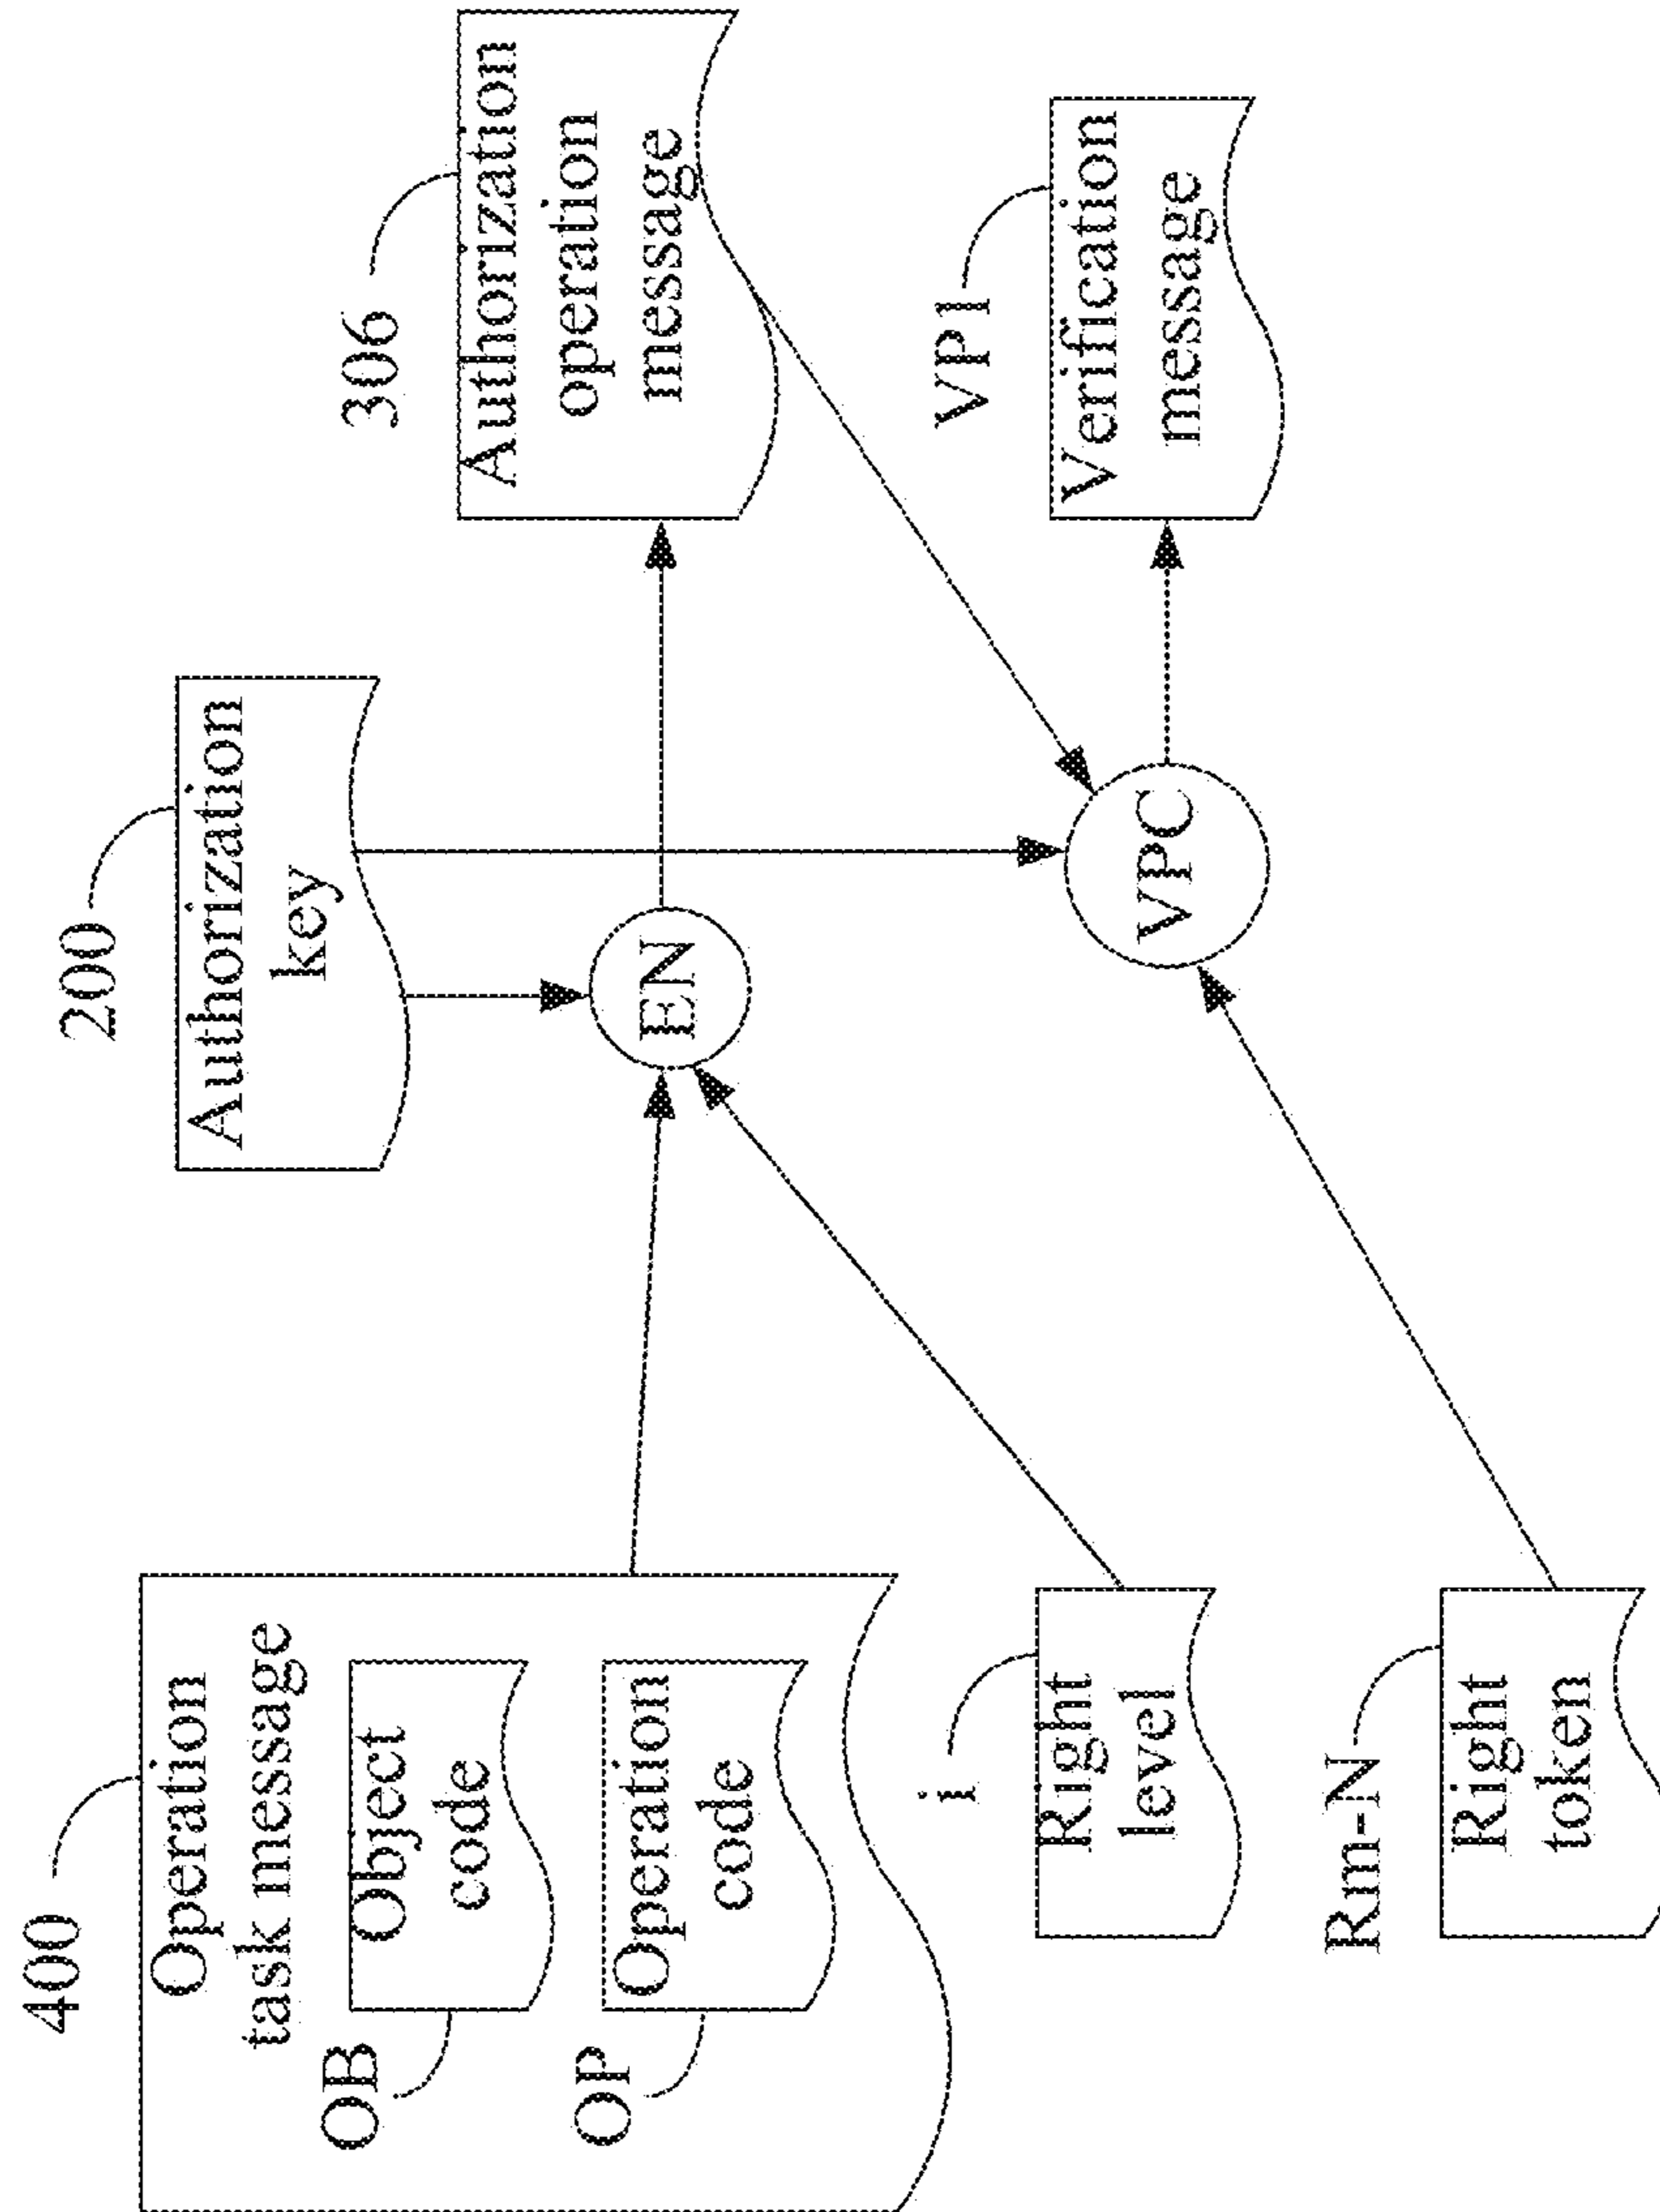 400
Operation
task message
OB
Object
code
OP
Operation
code
i
Right
level
Rm-N
Right
token
200
Authorization
key
EN
VPC
306
Authorization
operation
message
VP1
Verification
message